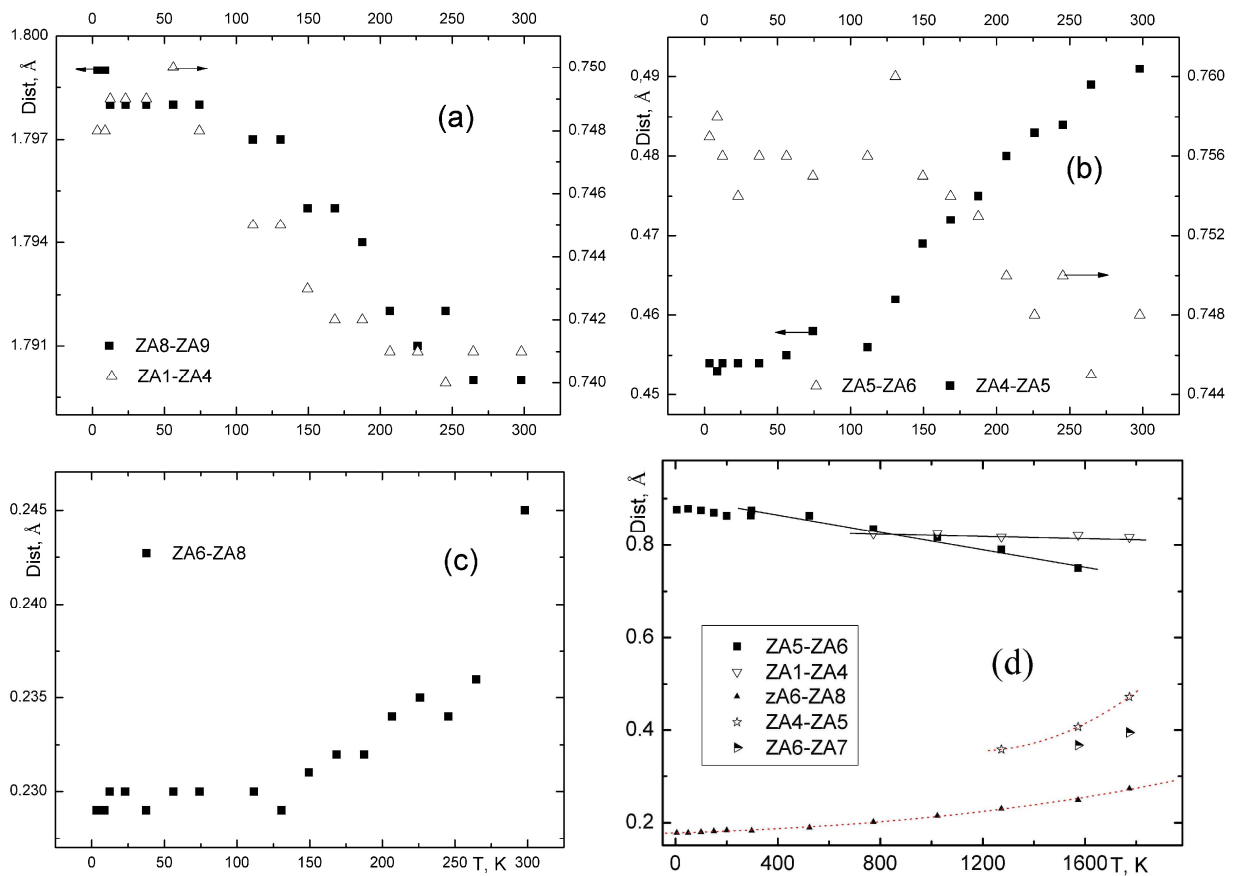 0 50 100 150 200 250 300
1.800
1.797
1.794
1.791
Dist, Å
0.750
0.748
0.746
0.744
0.742
0.740
(a)
ZA8-ZA9
ZA1-ZA4
0 50 100 150 200 250 300
0 50 100 150 200 250 300
0.49
0.48
0.47
0.46
0.45
Dist, Å
0.760
0.756
0.752
0.748
0.744
(b)
ZA5-ZA6 ZA4-ZA5
0 50 100 150 200 250 300
0.245
0.240
0.235
0.230
Dist, Å
ZA6-ZA8
(c)
0 50 100 150 200 250 T, K 300
Dist, Å
0.8
0.6
0.4
0.2
(d)
ZA5-ZA6
ZA1-ZA4
zA6-ZA8
ZA4-ZA5
ZA6-ZA7
0 400 800 1200 1600 T, K